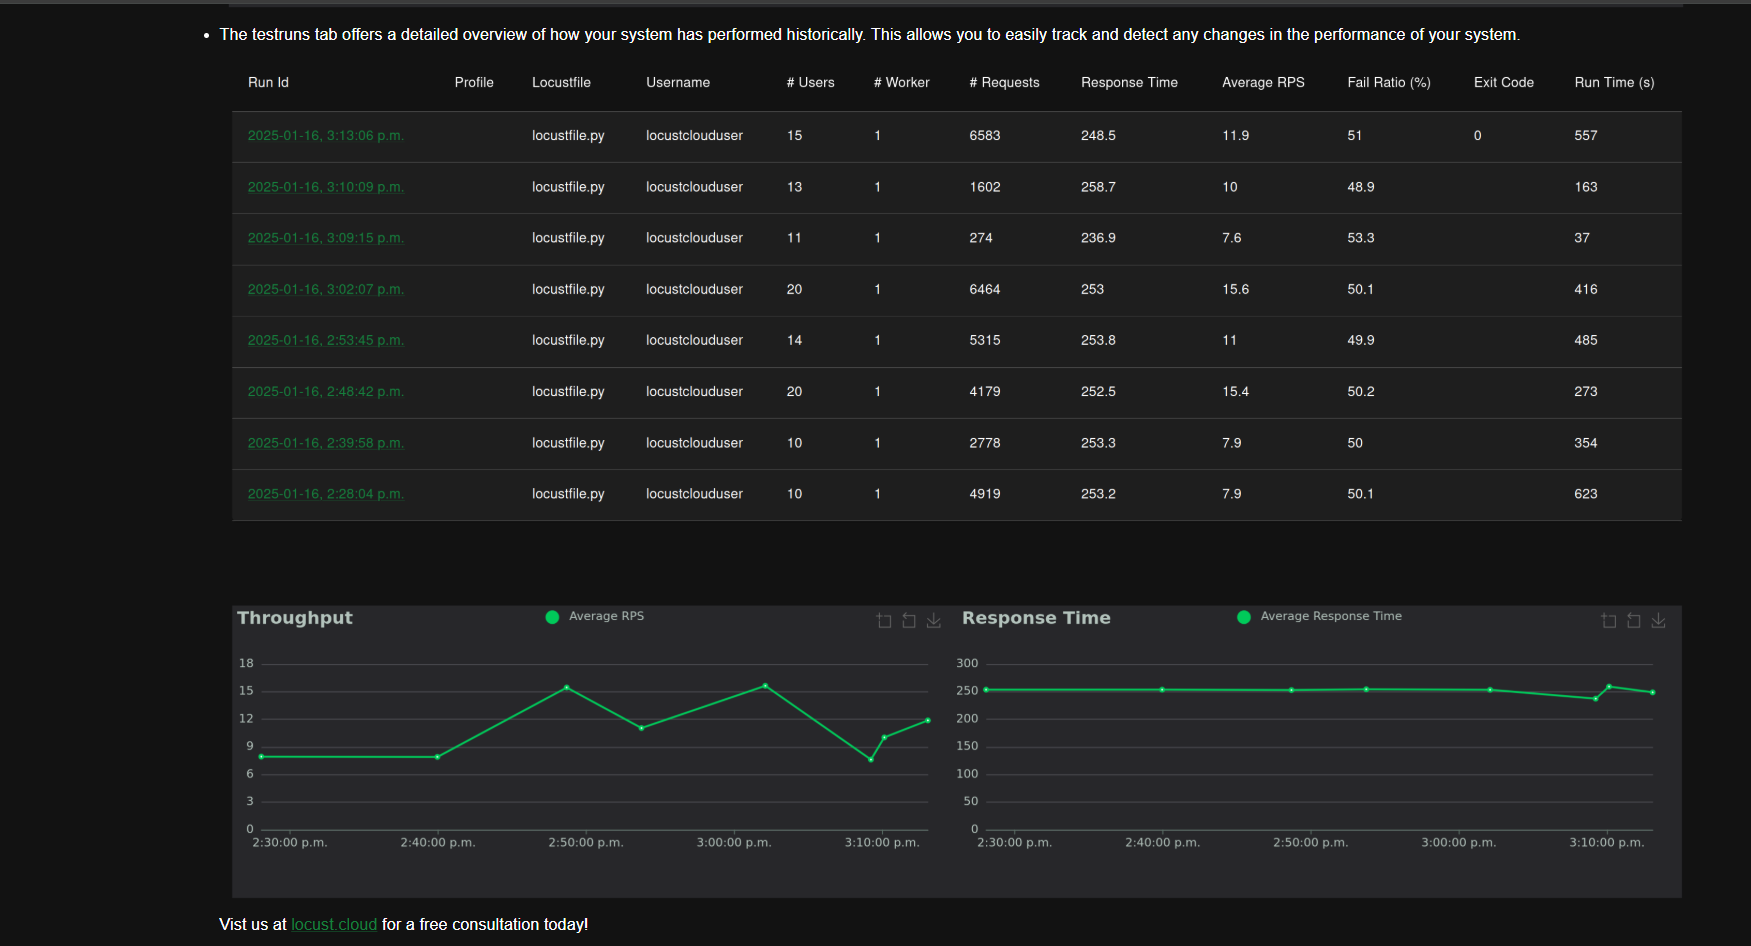 The testruns tab offers a detailed overview of how your system has performed historically. This allows you to easily track and detect any changes in the performance of your system.
Run Id Profile Locustfile Username # Users # Worker # Requests Response Time Average RPS Fail Ratio (%) Exit Code Run Time (s)
2025-01-16, 3:13:06 p.m. locustfile.py locustclouduser 15 1 6583 248.5 11.9 51 0 557
2025-01-16, 3:10:09 p.m. locustfile.py locustclouduser 13 1 1602 258.7 10 48.9 163
2025-01-16, 3:09:15 p.m. locustfile.py locustclouduser 11 1 274 236.9 7.6 53.3 37
2025-01-16, 3:02:07 p.m. locustfile.py locustclouduser 20 1 6464 253 15.6 50.1 416
2025-01-16, 2:53:45 p.m. locustfile.py locustclouduser 14 1 5315 253.8 11 49.9 485
2025-01-16, 2:48:42 p.m. locustfile.py locustclouduser 20 1 4179 252.5 15.4 50.2 273
2025-01-16, 2:39:58 p.m. locustfile.py locustclouduser 10 1 2778 253.3 7.9 50 354
2025-01-16, 2:28:04 p.m. locustfile.py locustclouduser 10 1 4919 253.2 7.9 50.1 623
Throughput Average RPS
18
15
12
9
6
3
0
2:30:00 p.m. 2:40:00 p.m. 2:50:00 p.m. 3:00:00 p.m. 3:10:00 p.m.
Response Time Average Response Time
300
250
200
150
100
50
0
2:30:00 p.m. 2:40:00 p.m. 2:50:00 p.m. 3:00:00 p.m. 3:10:00 p.m.
Vist us at locust.cloud for a free consultation today!